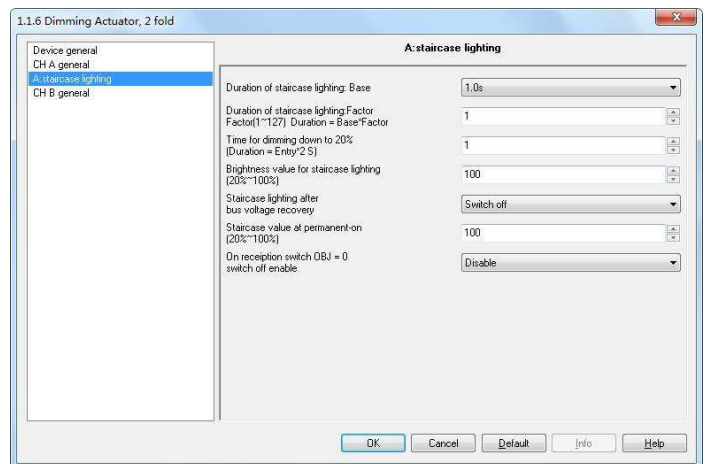 1.1.6 Dimming Actuator, 2 fold
Device general
CH A general
A:staircase lighting
CH B general
A:staircase lighting
Duration of staircase lighting: Base
1.0s
Duration of staircase lighting:Factor
Factor(1~127) Duration = Base*Factor
1
Time for dimming down to 20%
(Duration = Entry*2 S)
1
Brightness value for staircase lighting
(20%~100%)
100
Staircase lighting after
bus voltage recovery
Switch off
Staircase value at permanent-on
(20%~100%)
100
On receiption switch OBJ = 0
switch off enable
Disable
OK
Cancel
Default
Info
Help